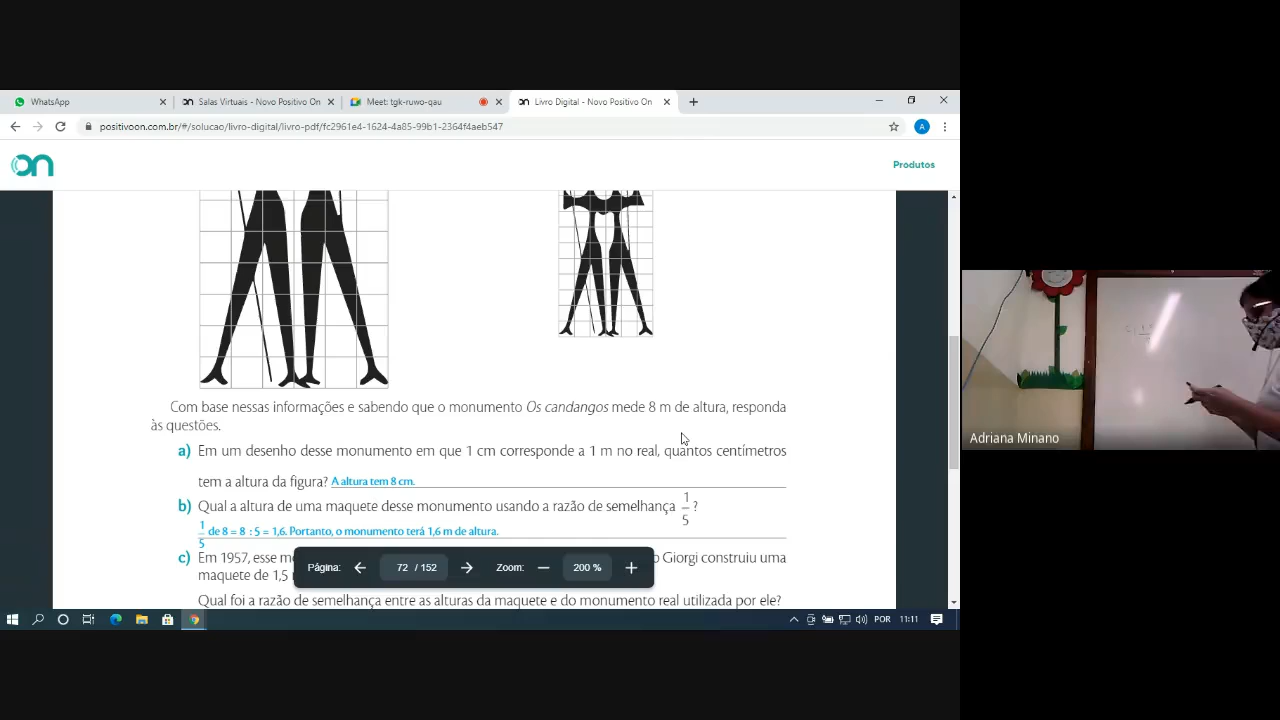 WhatsApp
Salas Virtuais - Novo Positivo On
Meet: tgk-ruwo-qau
Livro Digital - Novo Positivo On
positivoon.com.br/#/solucao/livro-digital/livro-pdf/fc2961e4-1624-4a85-99b1-2364f4aeb547
A
on
Produtos
Com base nessas informações e sabendo que o monumento Os candangos mede 8 m de altura, responda
às questões.
a) Em um desenho desse monumento em que 1 cm corresponde a 1 m no real, quantos centímetros
tem a altura da figura? A altura tem 8 cm.
b) Qual a altura de uma maquete desse monumento usando a razão de semelhança 1/5?
1/5 de 8 = 8 : 5 = 1,6. Portanto, o monumento terá 1,6 m de altura.
c) Em 1957, esse Giorgi construiu uma
maquete de 1,5
Qual foi a razão de semelhança entre as alturas da maquete e do monumento real utilizada por ele?
Página: 72 / 152 Zoom: 200 %
POR 11:11
Adriana Minano